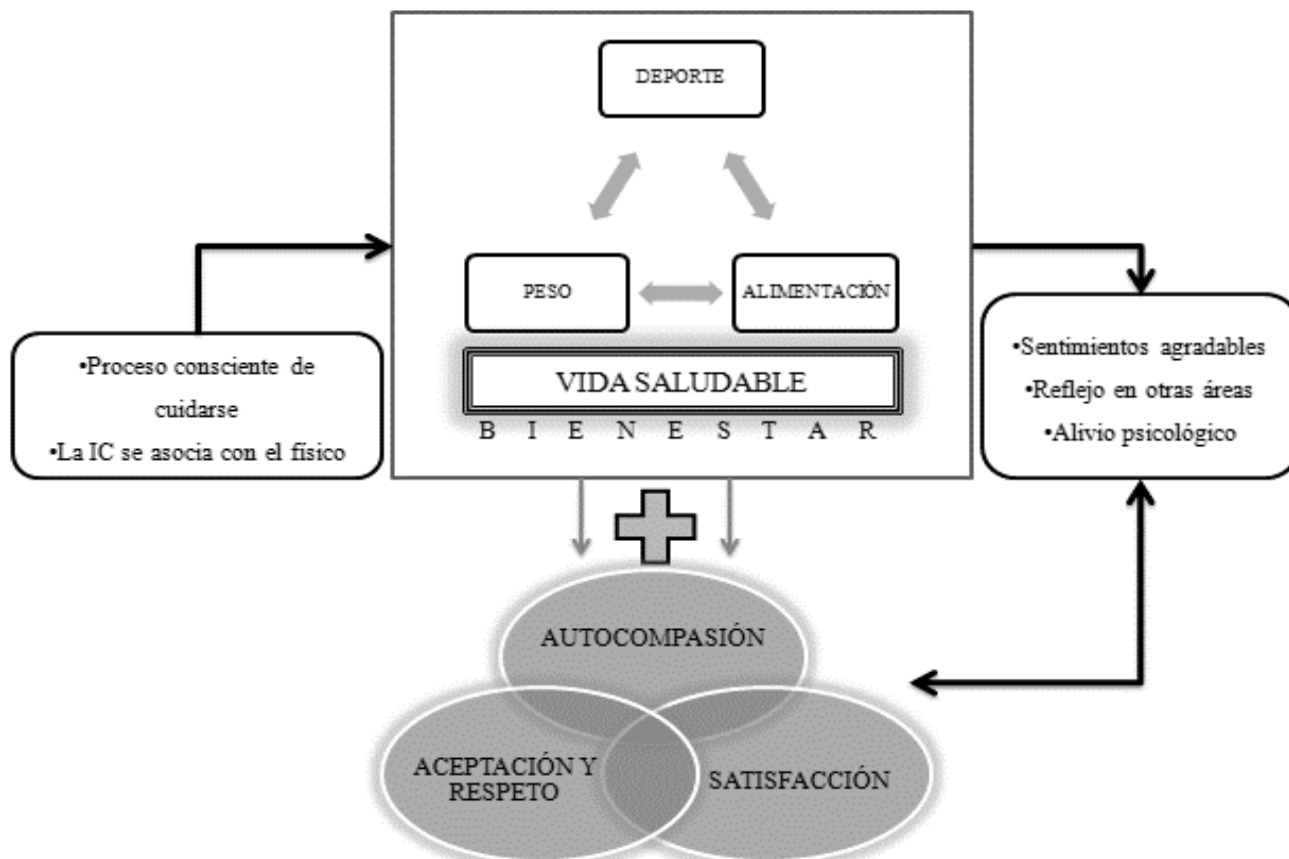 DEPORTE
PESO
ALIMENTACIÓN
VIDA SALUDABLE
B I E N E S T A R
•Proceso consciente de
cuidarse
•La IC se asocia con el físico
•Sentimientos agradables
•Reflejo en otras áreas
•Alivio psicológico
AUTOCOMPASIÓN
ACEPTACIÓN Y
RESPETO
SATISFACCIÓN